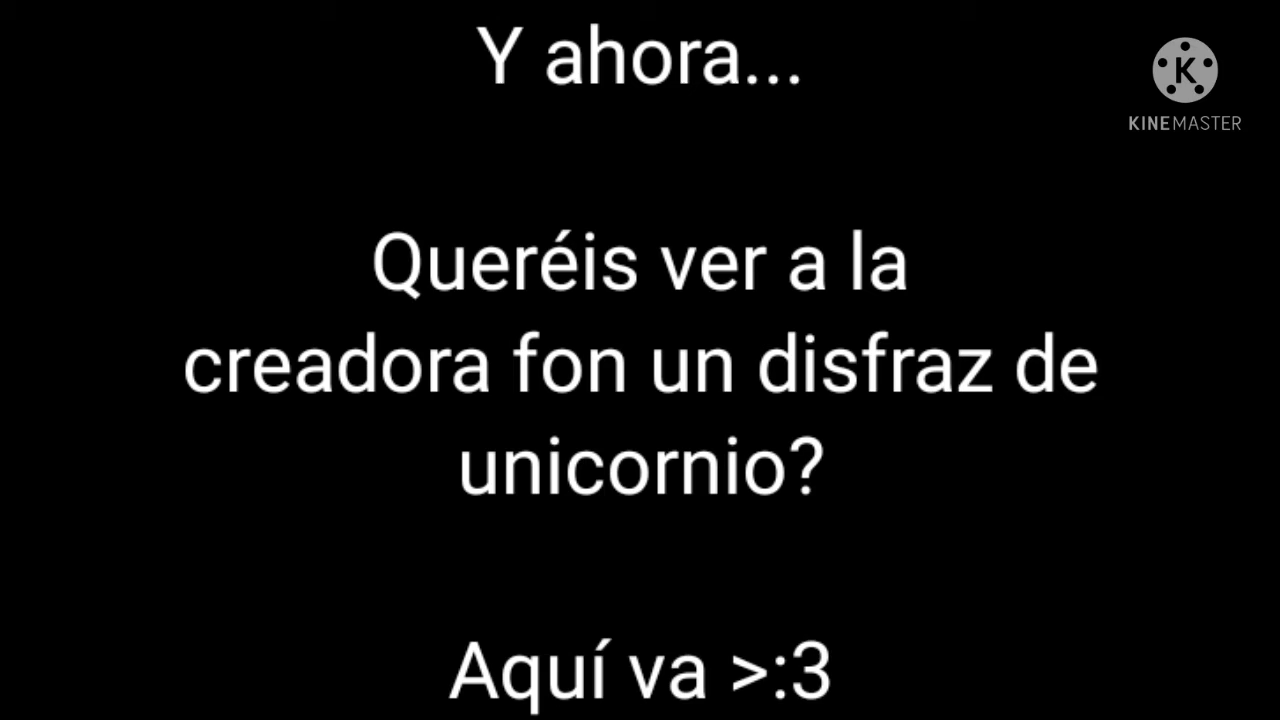 Y ahora...
K
KINEMASTER
Queréis ver a la
creadora fon un disfraz de
unicornio?
Aquí va >:3